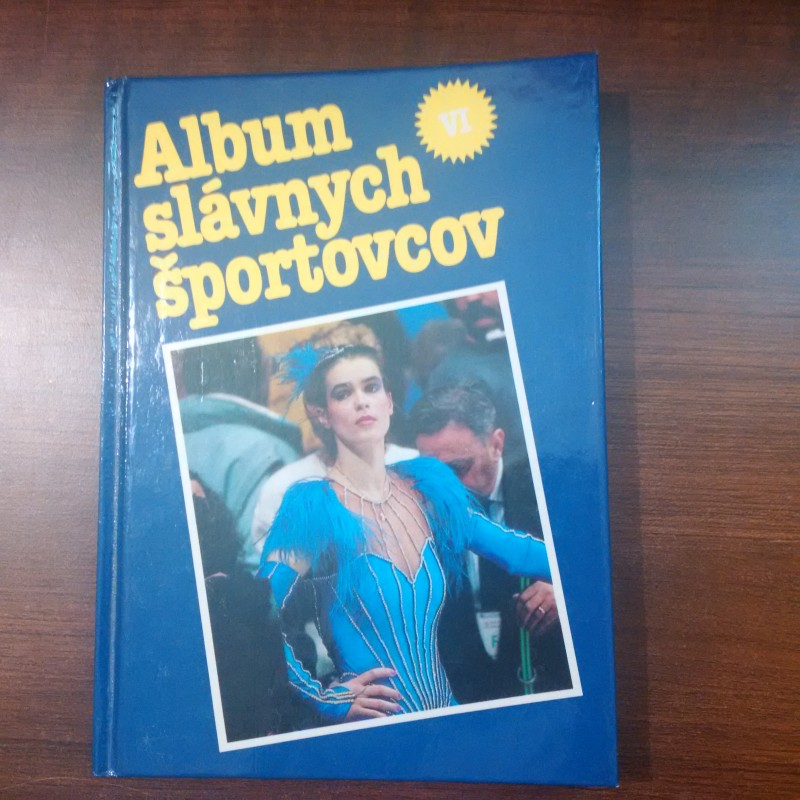 Album
slávnych
športovcov
VI